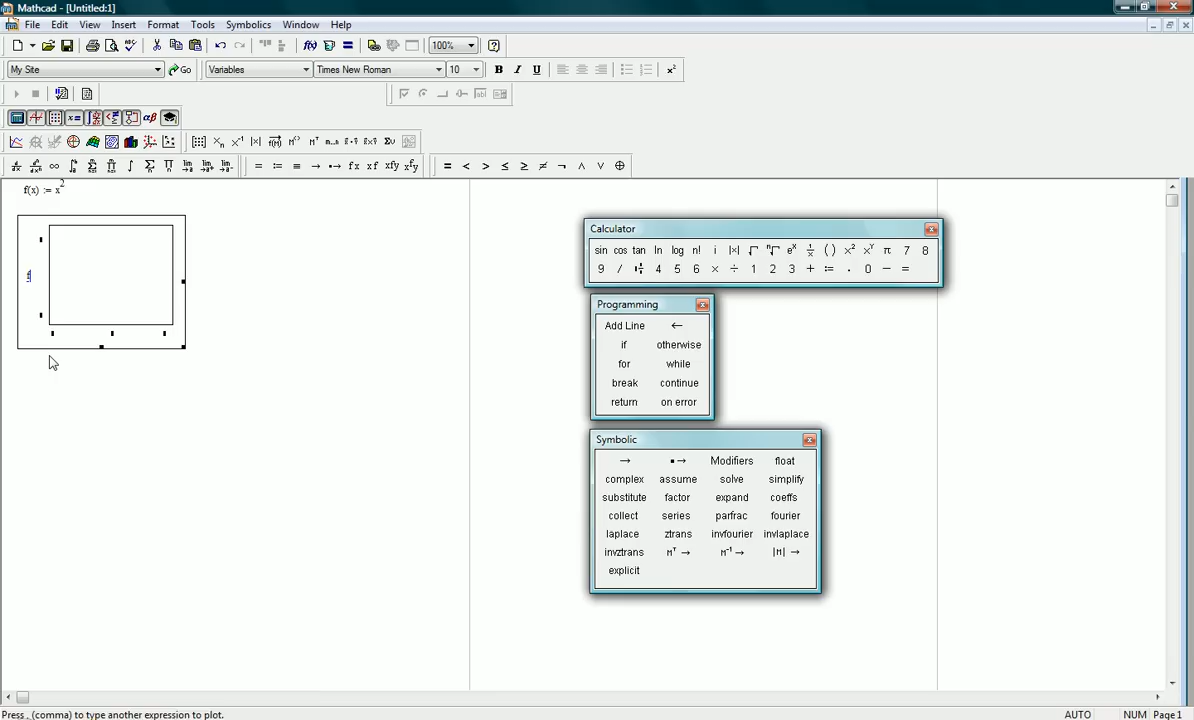 Mathcad - [Untitled:1]
File Edit View Insert Format Tools Symbolics Window Help
100%
My Site Go Variables Times New Roman 10 B I U
f(x) := x²
f
Calculator
sin cos tan ln log n! i |×| √ ⁿ√ eˣ 1/x ( ) x² xʸ π 7 8
9 / 4 5 6 × ÷ 1 2 3 + := . 0 − =
Programming
Add Line ←
if otherwise
for while
break continue
return on error
Symbolic
→ ▪→ Modifiers float
complex assume solve simplify
substitute factor expand coeffs
collect series parfrac fourier
laplace ztrans invfourier invlaplace
invztrans Mᵀ → M⁻¹ → |M| →
explicit
Press , (comma) to type another expression to plot.
AUTO NUM Page 1